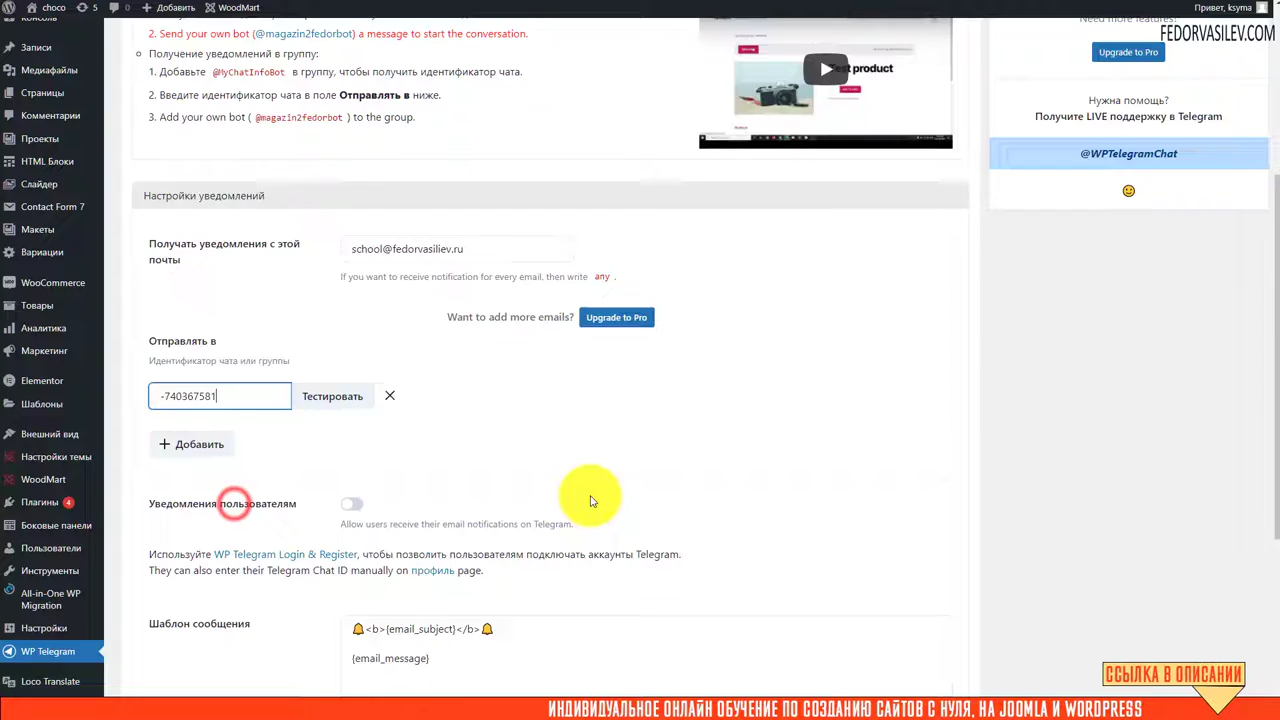 choco 5 0 Добавить WoodMart Привет, ksyma
FEDORVASILEV.COM
Консоль
Записи
Медиафайлы
Страницы
Комментарии
Проекты
HTML Блоки
Слайдер
Contact Form 7
Макеты
Вариации
WooCommerce
Товары
Аналитика
Маркетинг
Elementor
Шаблоны
Внешний вид
Настройки темы
WoodMart
Плагины 4
Боковые панели
Пользователи
Инструменты
All-in-One WP
Migration
Настройки
WP Telegram
Loco Translate
2. Send your own bot (@magazin2fedorbot) a message to start the conversation.
Получение уведомлений в группу:
1. Добавьте @MyChatInfoBot в группу, чтобы получить идентификатор чата.
2. Введите идентификатор чата в поле Отправлять в ниже.
3. Add your own bot ( @magazin2fedorbot ) to the group.
Test product
Need more features?
Upgrade to Pro
Нужна помощь?
Получите LIVE поддержку в Telegram
@WPTelegramChat
Настройки уведомлений
Получать уведомления с этой
почты
school@fedorvasiliev.ru
If you want to receive notification for every email, then write any .
Want to add more emails? Upgrade to Pro
Отправлять в
Идентификатор чата или группы
-740367581 Тестировать
Добавить
Уведомления пользователям
Allow users receive their email notifications on Telegram.
Используйте WP Telegram Login & Register, чтобы позволить пользователям подключать аккаунты Telegram.
They can also enter their Telegram Chat ID manually on профиль page.
Шаблон сообщения
🔔<b>{email_subject}</b>🔔
{email_message}
ССЫЛКА В ОПИСАНИИ
ИНДИВИДУАЛЬНОЕ ОНЛАЙН ОБУЧЕНИЕ ПО СОЗДАНИЮ САЙТОВ С НУЛЯ, НА JOOMLA И WORDPRESS